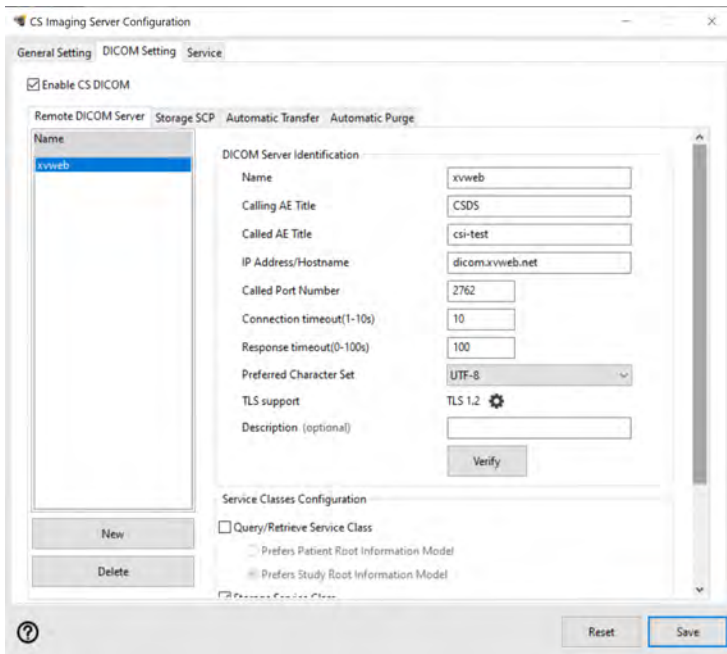 CS Imaging Server Configuration
General Setting DICOM Setting Service
Enable CS DICOM
Remote DICOM Server Storage SCP Automatic Transfer Automatic Purge
Name
xvweb
DICOM Server Identification
Name xvweb
Calling AE Title CSDS
Called AE Title csi-test
IP Address/Hostname dicom.xvweb.net
Called Port Number 2762
Connection timeout(1-10s) 10
Response timeout(0-100s) 100
Preferred Character Set UTF-8
TLS support TLS 1.2
Description (optional)
Verify
Service Classes Configuration
Query/Retrieve Service Class
Prefers Patient Root Information Model
Prefers Study Root Information Model
Storage Service Class
New
Delete
Reset Save